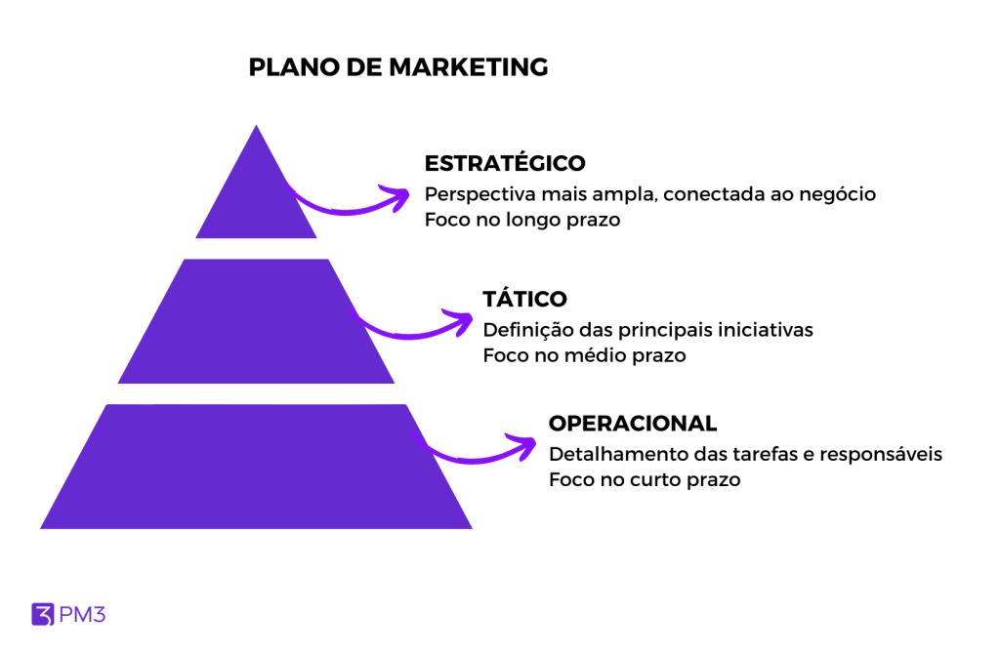 PLANO DE MARKETING
ESTRATÉGICO
Perspectiva mais ampla, conectada ao negócio
Foco no longo prazo
TÁTICO
Definição das principais iniciativas
Foco no médio prazo
OPERACIONAL
Detalhamento das tarefas e responsáveis
Foco no curto prazo
3 PM3